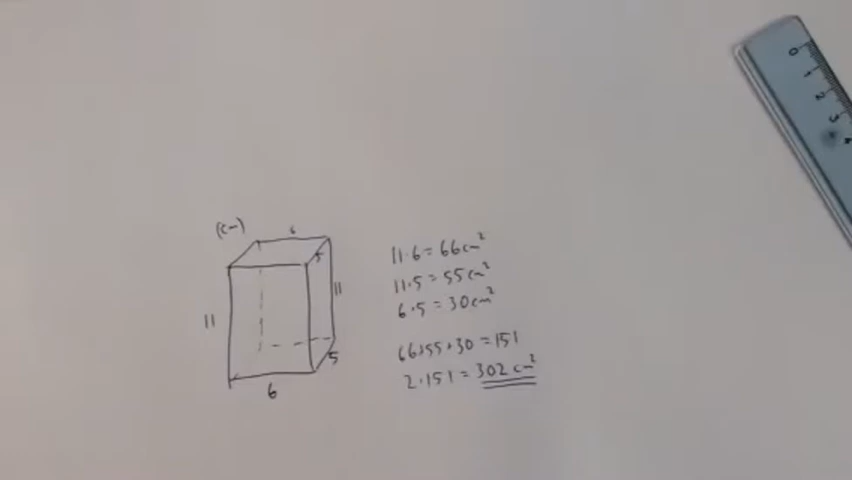 (cm)
6
5
11
11
5
6
11·6=66cm²
11·5=55cm²
6·5=30cm²
66+55+30=151
2·151=302cm²
0
1
2
3
4